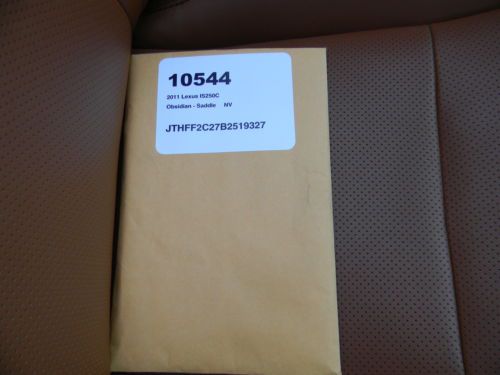 10544
2011 Lexus IS250C
Obsidian - Saddle NV
JTHFF2C27B2519327